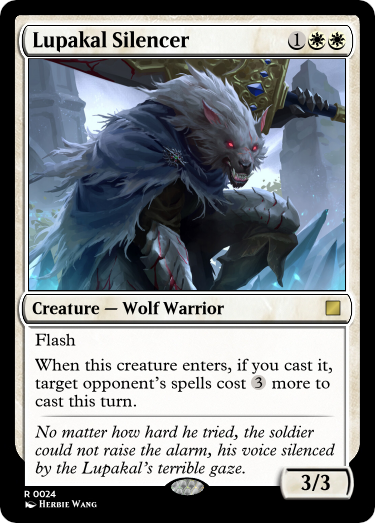 Lupakal Silencer 1
Creature — Wolf Warrior
Flash
When this creature enters, if you cast it,
target opponent's spells cost 3 more to
cast this turn.
No matter how hard he tried, the soldier
could not raise the alarm, his voice silenced
by the Lupakal's terrible gaze.
3/3
R 0024
Herbie Wang